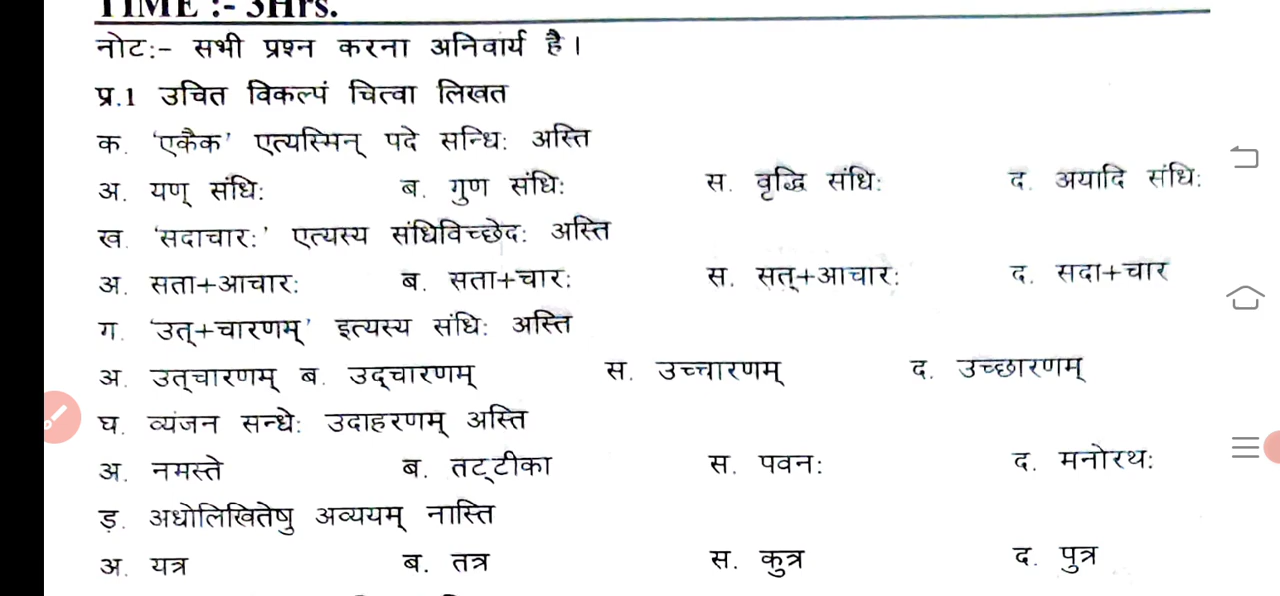 TIME :- 3Hrs.
नोट:- सभी प्रश्न करना अनिवार्य है।
प्र.1 उचित विकल्पं चित्वा लिखत
क. 'एकैक' एत्यस्मिन् पदे सन्धिः अस्ति
अ. यण् संधिः ब. गुण संधिः स. वृद्धि संधिः द. अयादि संधिः
ख. 'सदाचारः' एत्यस्य संधिविच्छेदः अस्ति
अ. सता+आचारः ब. सता+चारः स. सत्+आचारः द. सदा+चार
ग. 'उत्+चारणम्' इत्यस्य संधिः अस्ति
अ. उत्‌चारणम् ब. उद्‌चारणम् स. उच्चारणम् द. उच्छारणम्
घ. व्यंजन सन्धेः उदाहरणम् अस्ति
अ. नमस्ते ब. तट्‌टीका स. पवनः द. मनोरथः
ड़. अधोलिखितेषु अव्ययम् नास्ति
अ. यत्र ब. तत्र स. कुत्र द. पुत्र